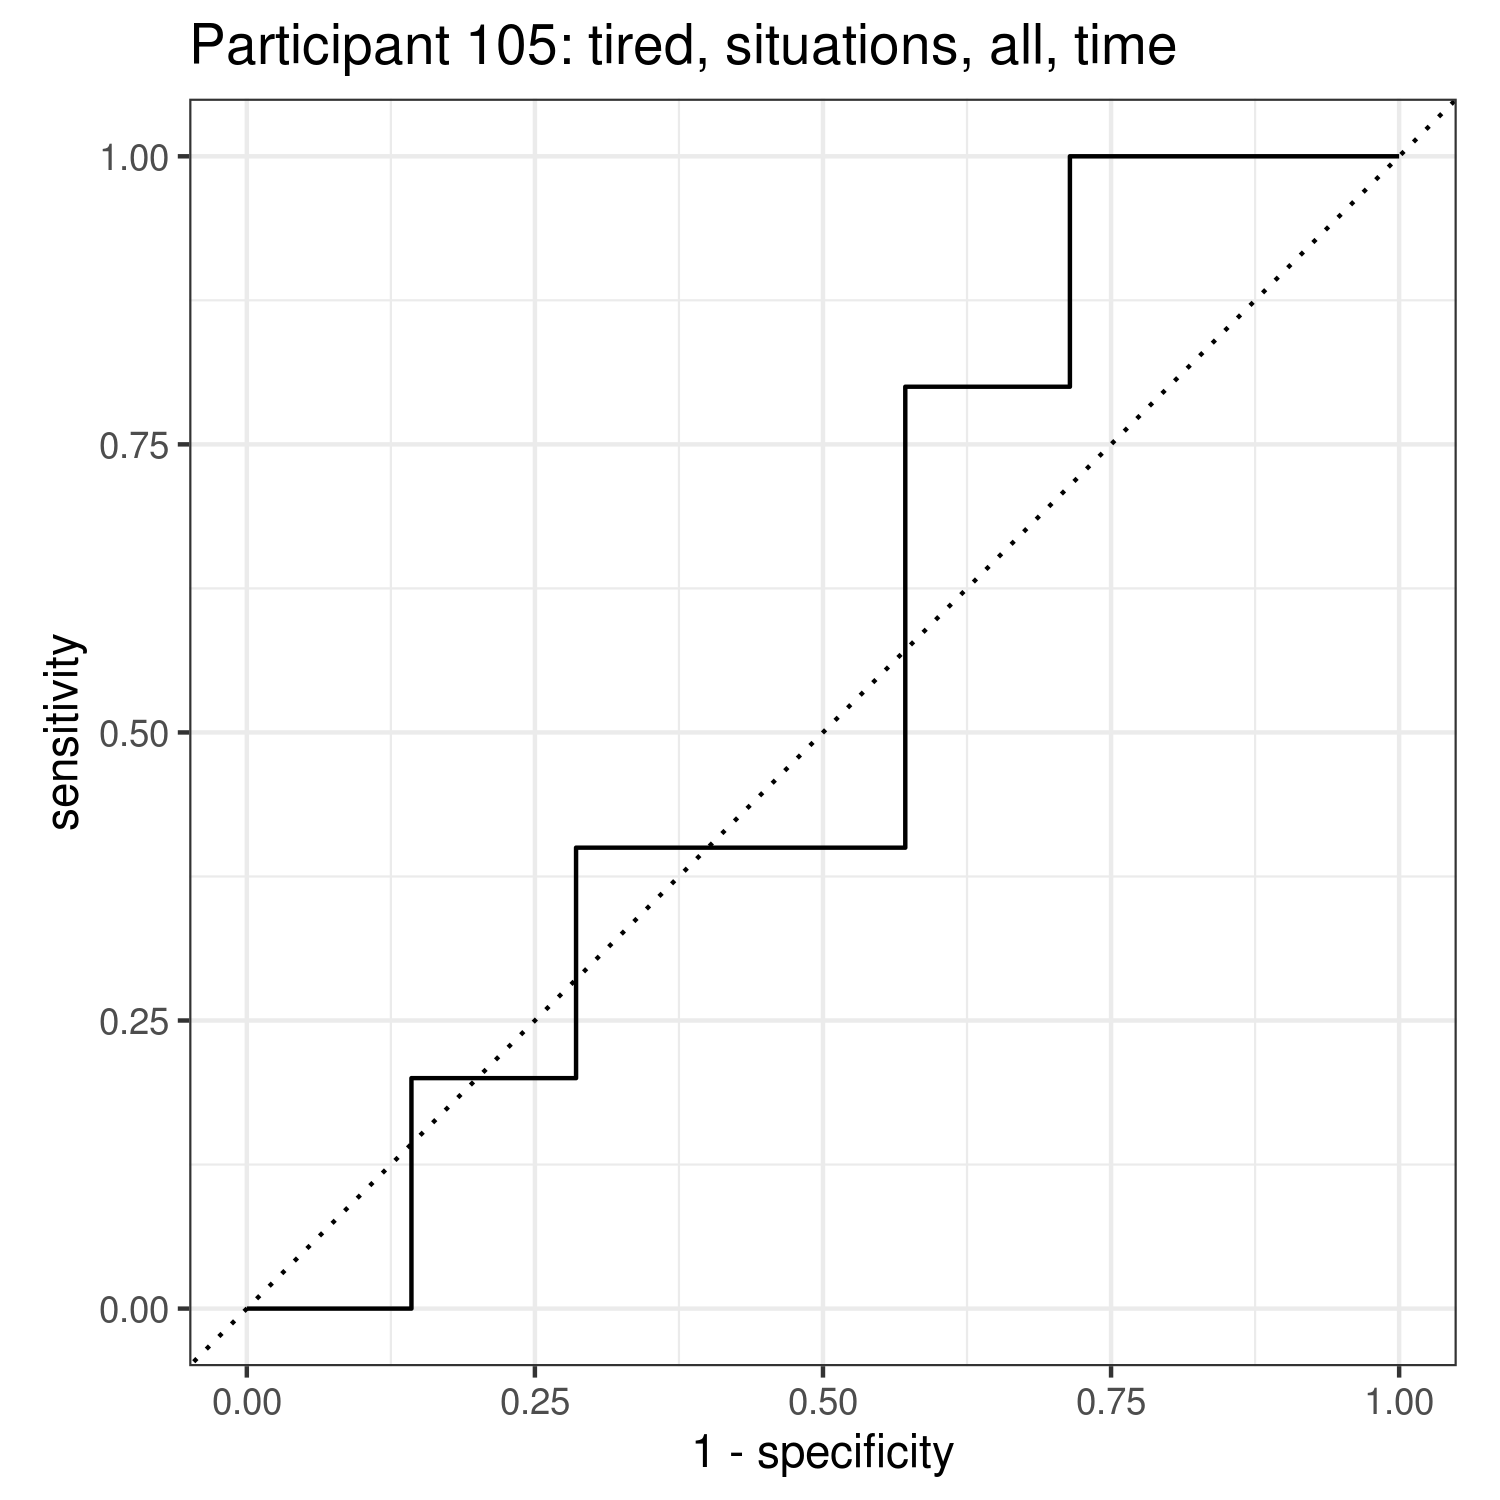 Participant 105: tired, situations, all, time
1.00
0.75
0.50
0.25
0.00
sensitivity
0.00 0.25 0.50 0.75 1.00
1 - specificity